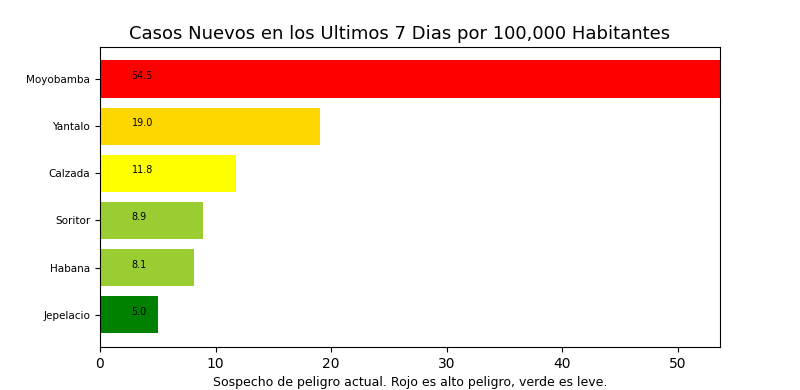 Casos Nuevos en los Ultimos 7 Dias por 100,000 Habitantes
Moyobamba 54.5
Yantalo 19.0
Calzada 11.8
Soritor 8.9
Habana 8.1
Jepelacio 5.0
0 10 20 30 40 50
Sospecho de peligro actual. Rojo es alto peligro, verde es leve.